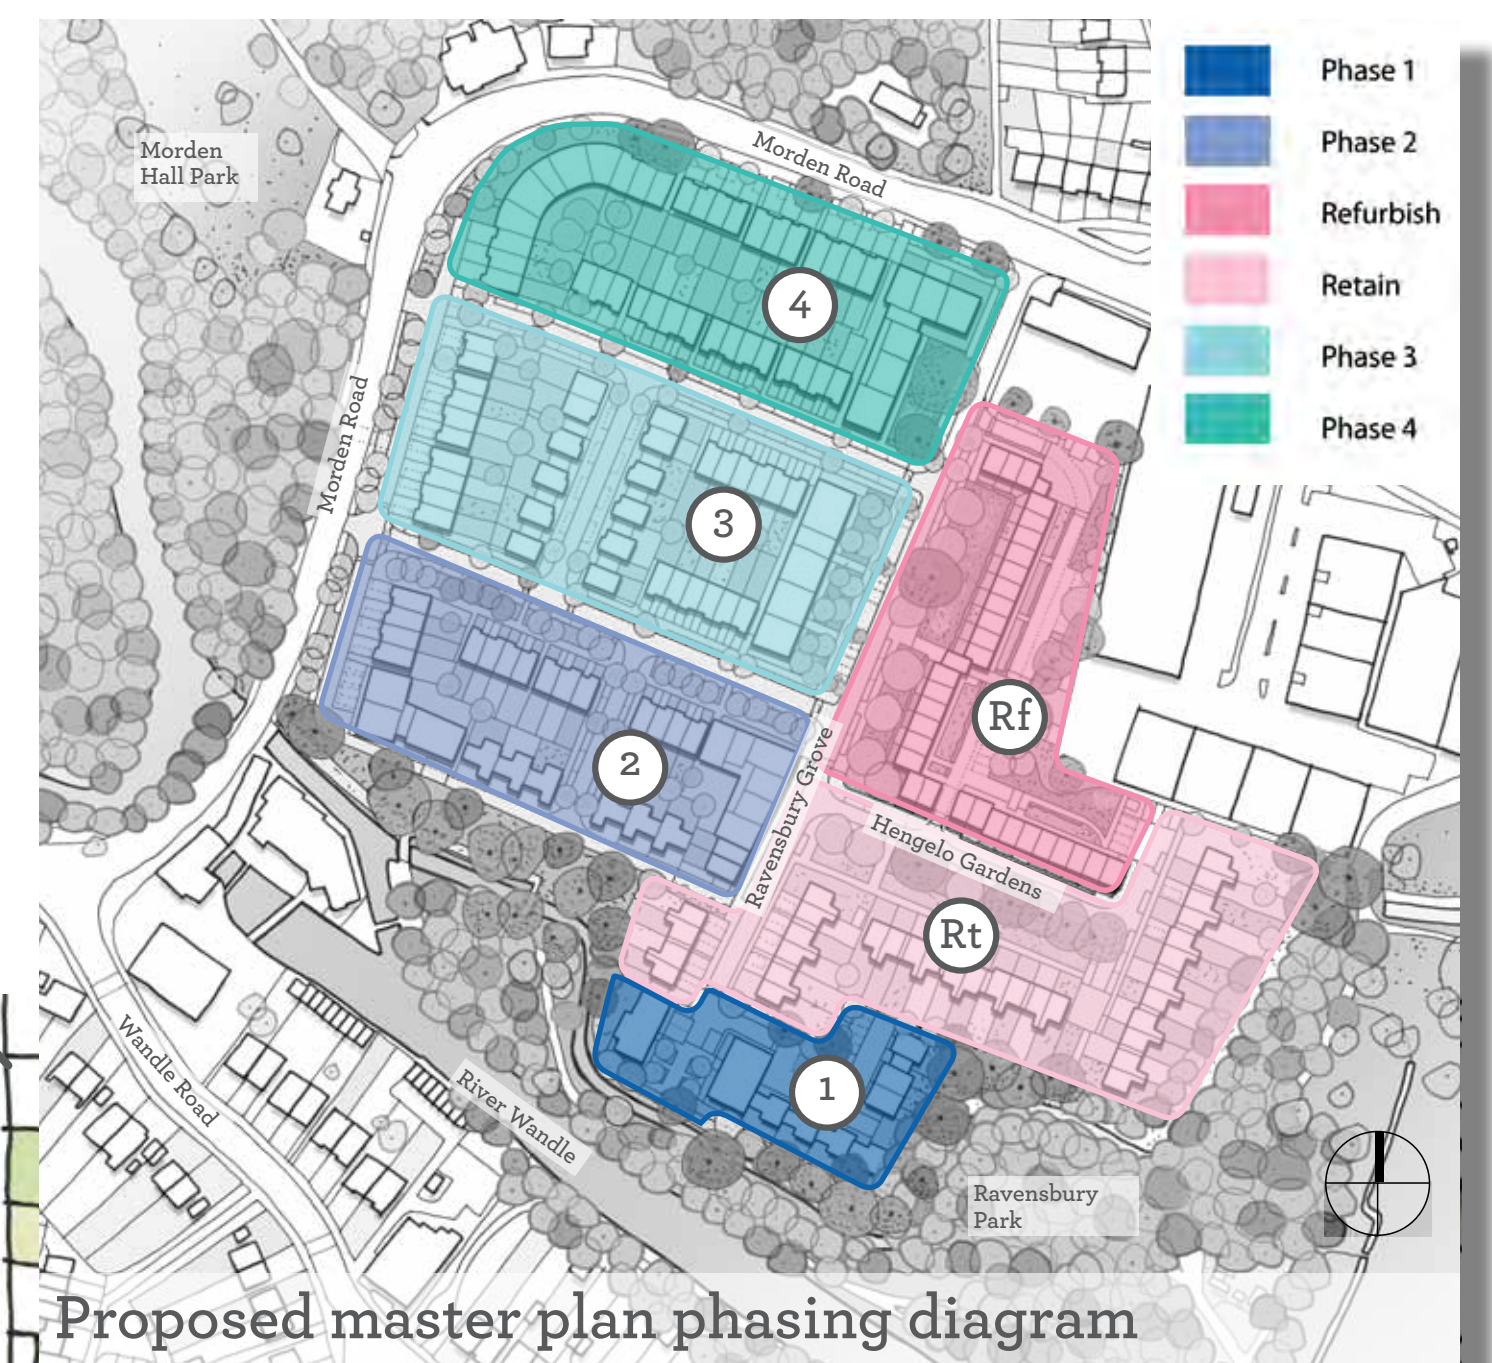 Phase 1
Phase 2
Refurbish
Retain
Phase 3
Phase 4
Morden
Hall Park
Morden Road
4
Morden Road
3
Rf
2
Ravensbury Grove
Hengelo Gardens
Rt
1
Wandle Road
River Wandle
Ravensbury
Park
Proposed master plan phasing diagram